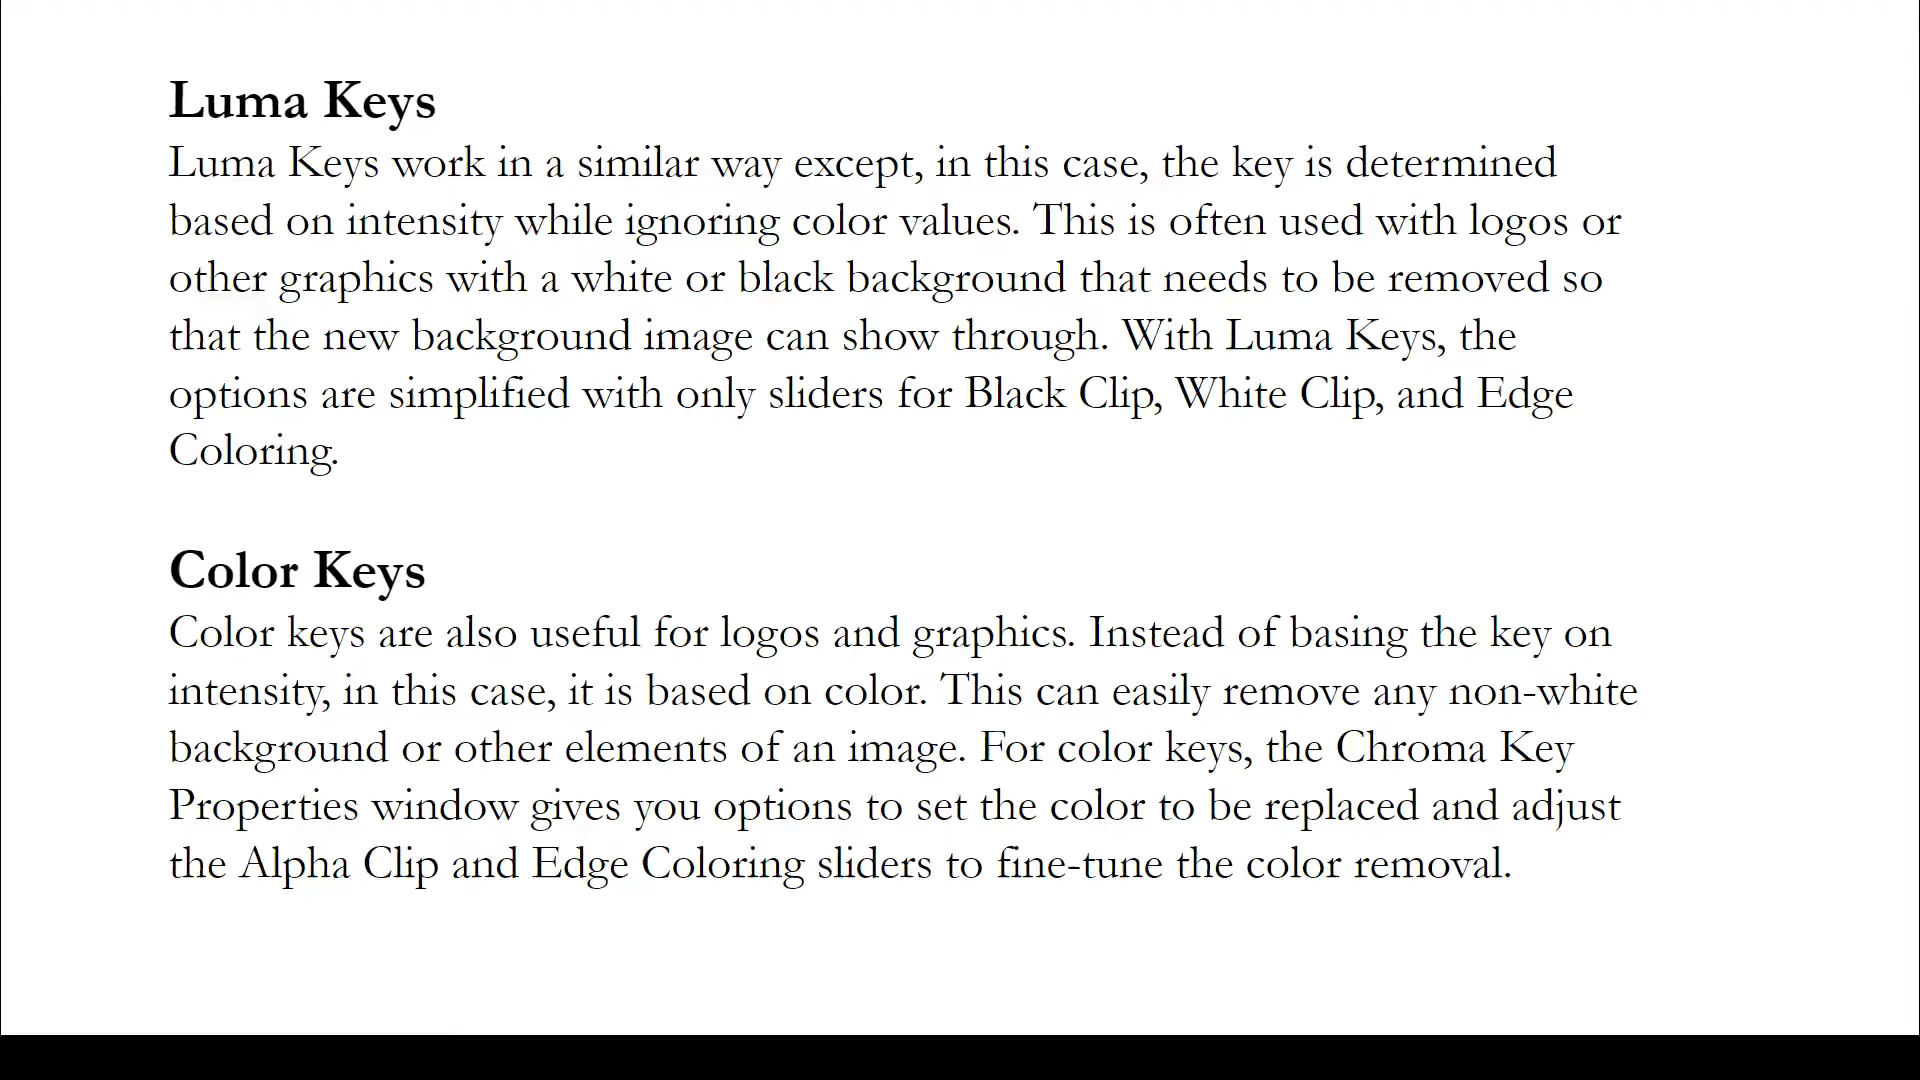 Luma Keys
Luma Keys work in a similar way except, in this case, the key is determined
based on intensity while ignoring color values. This is often used with logos or
other graphics with a white or black background that needs to be removed so
that the new background image can show through. With Luma Keys, the
options are simplified with only sliders for Black Clip, White Clip, and Edge
Coloring.
Color Keys
Color keys are also useful for logos and graphics. Instead of basing the key on
intensity, in this case, it is based on color. This can easily remove any non-white
background or other elements of an image. For color keys, the Chroma Key
Properties window gives you options to set the color to be replaced and adjust
the Alpha Clip and Edge Coloring sliders to fine-tune the color removal.